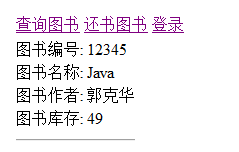 查询图书 还书图书 登录
图书编号: 12345
图书名称: Java
图书作者: 郭克华
图书库存: 49